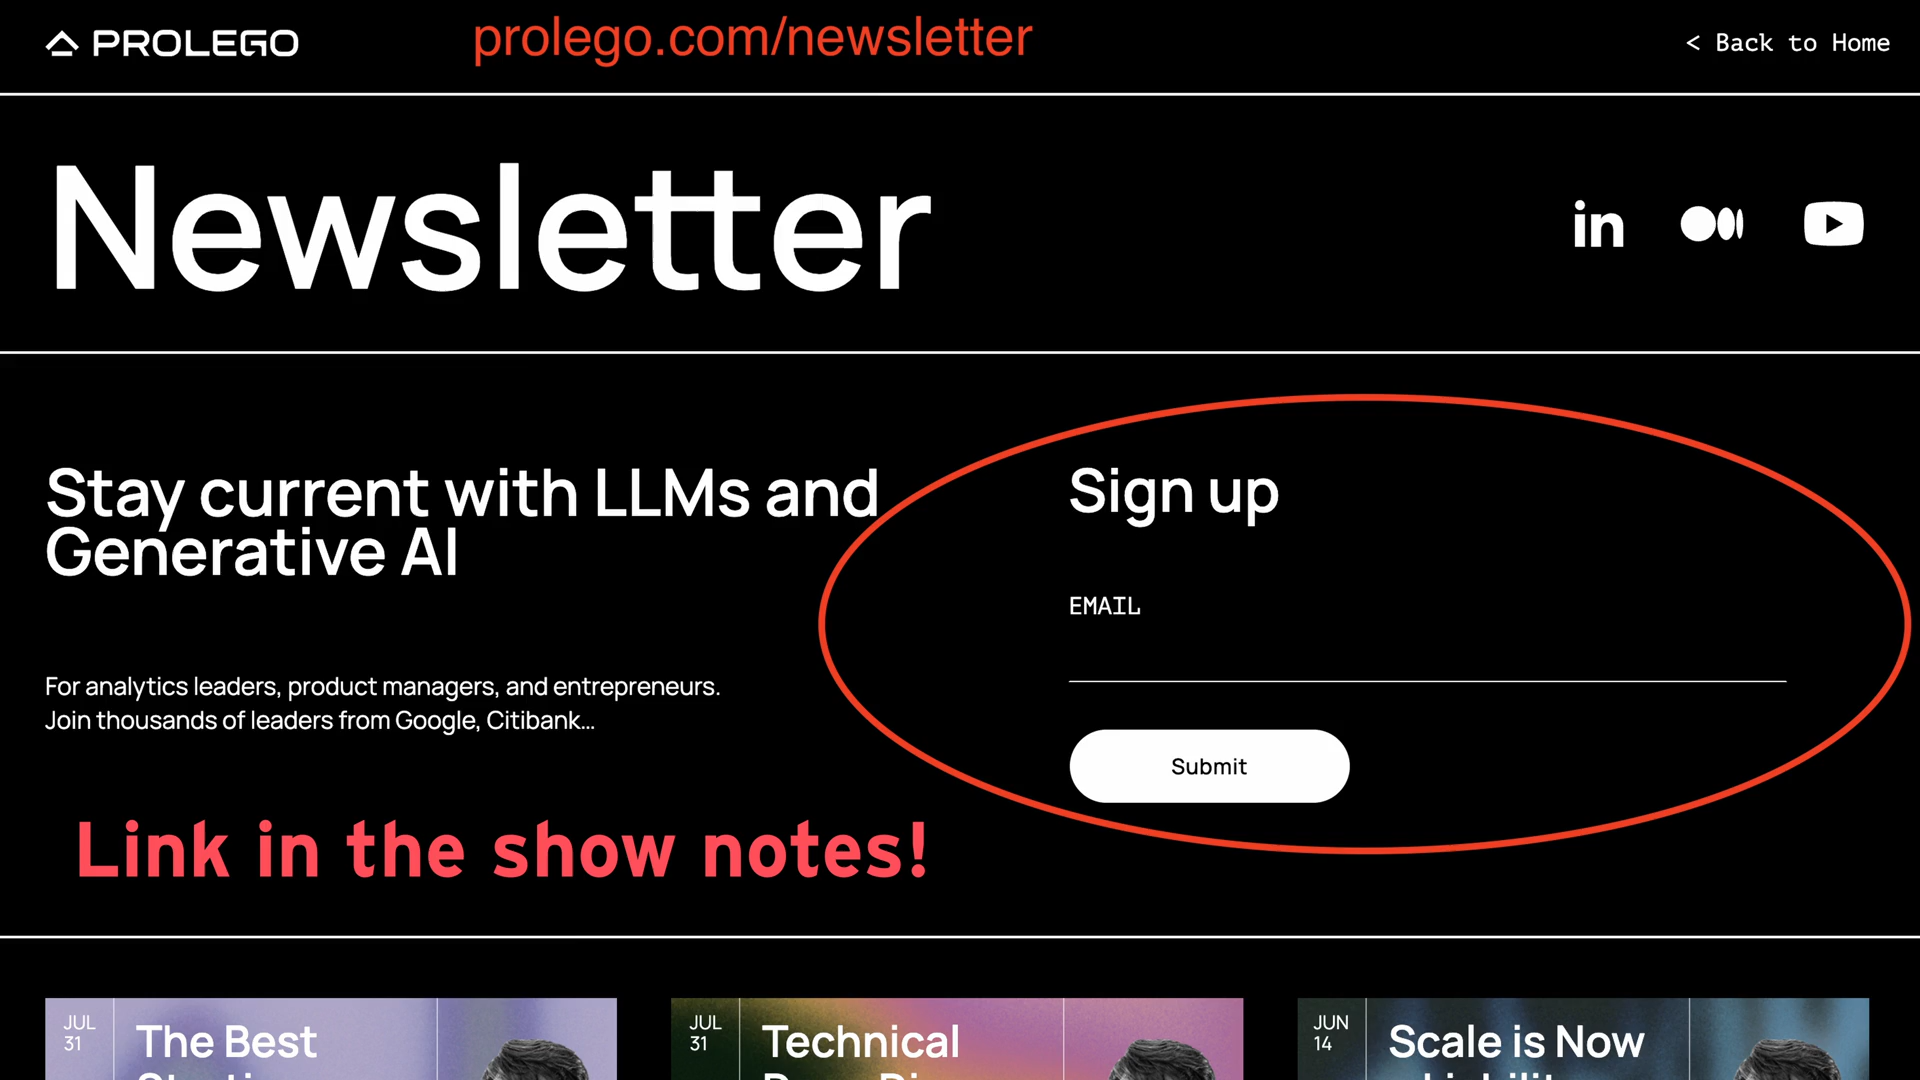 PROLEGO
prolego.com/newsletter
< Back to Home
Newsletter
in
Stay current with LLMs and
Generative AI
Sign up
EMAIL
For analytics leaders, product managers, and entrepreneurs.
Join thousands of leaders from Google, Citibank...
Submit
Link in the show notes!
JUL
31
The Best
JUL
31
Technical
JUN
14
Scale is Now